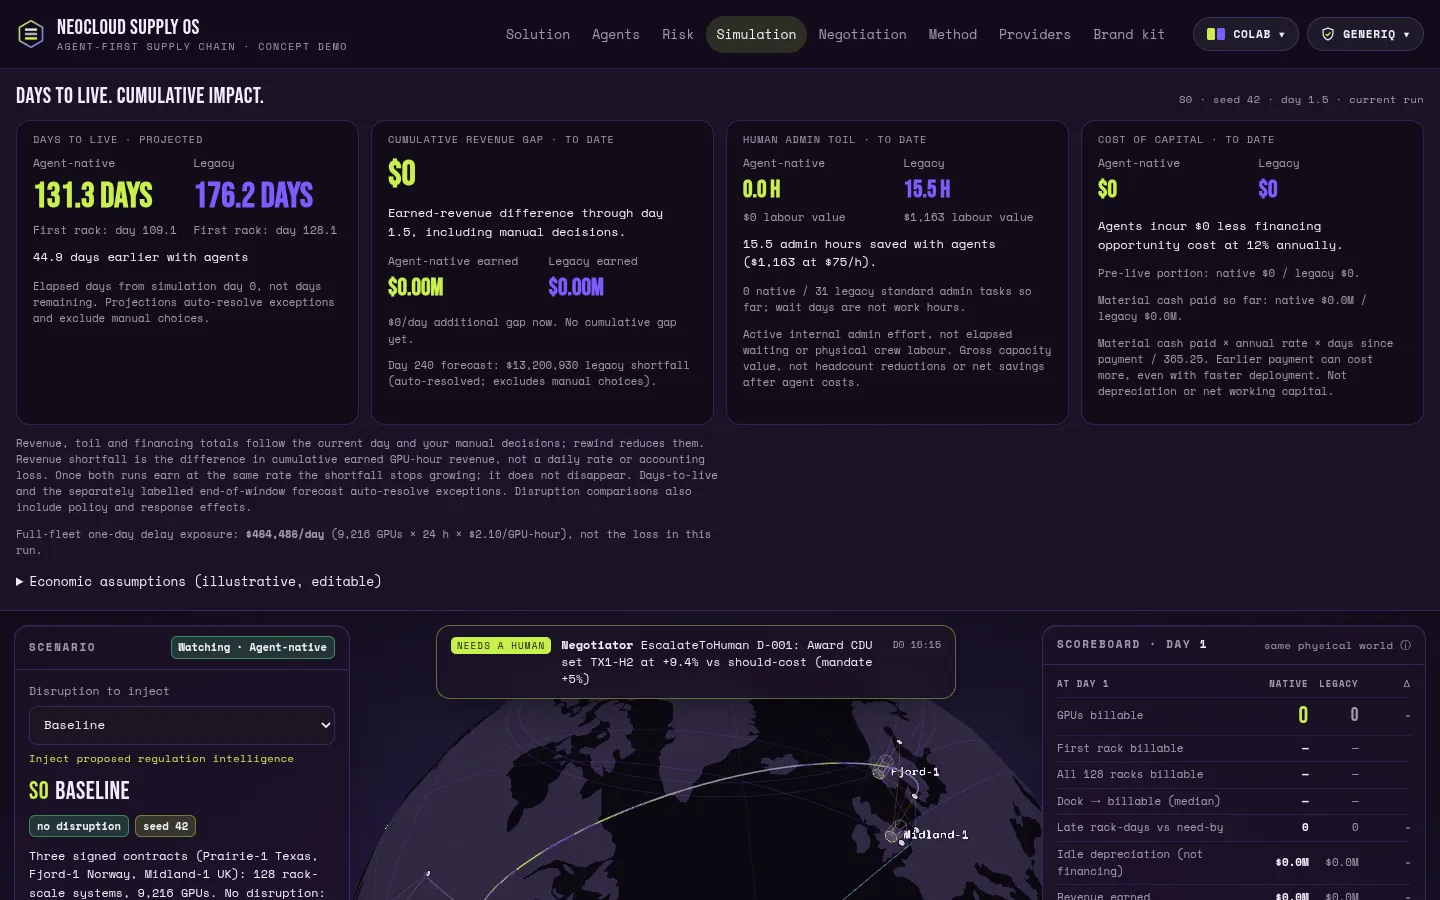 NEOCLOUD SUPPLY OS
AGENT-FIRST SUPPLY CHAIN · CONCEPT DEMO
Solution Agents Risk Simulation Negotiation Method Providers Brand kit
COLAB ▾ GENERIQ ▾
DAYS TO LIVE. CUMULATIVE IMPACT.
S0 · seed 42 · day 1.5 · current run
DAYS TO LIVE · PROJECTED
Agent-native Legacy
131.3 DAYS 176.2 DAYS
First rack: day 109.1 First rack: day 128.1
44.9 days earlier with agents
Elapsed days from simulation day 0, not days
remaining. Projections auto-resolve exceptions
and exclude manual choices.
CUMULATIVE REVENUE GAP · TO DATE
$0
Earned-revenue difference through day
1.5, including manual decisions.
Agent-native earned Legacy earned
$0.00M $0.00M
$0/day additional gap now. No cumulative gap
yet.
Day 240 forecast: $13,200,930 legacy shortfall
(auto-resolved; excludes manual choices).
HUMAN ADMIN TOIL · TO DATE
Agent-native Legacy
0.0 H 15.5 H
$0 labour value $1,163 labour value
15.5 admin hours saved with agents
($1,163 at $75/h).
0 native / 31 legacy standard admin tasks so
far; wait days are not work hours.
Active internal admin effort, not elapsed
waiting or physical crew labour. Gross capacity
value, not headcount reductions or net savings
after agent costs.
COST OF CAPITAL · TO DATE
Agent-native Legacy
$0 $0
Agents incur $0 less financing
opportunity cost at 12% annually.
Pre-live portion: native $0 / legacy $0.
Material cash paid so far: native $0.0M /
legacy $0.0M.
Material cash paid × annual rate × days since
payment / 365.25. Earlier payment can cost
more, even with faster deployment. Not
depreciation or net working capital.
Revenue, toil and financing totals follow the current day and your manual decisions; rewind reduces them.
Revenue shortfall is the difference in cumulative earned GPU-hour revenue, not a daily rate or accounting
loss. Once both runs earn at the same rate the shortfall stops growing; it does not disappear. Days-to-live
and the separately labelled end-of-window forecast auto-resolve exceptions. Disruption comparisons also
include policy and response effects.
Full-fleet one-day delay exposure: $464,486/day (9,216 GPUs × 24 h × $2.10/GPU-hour), not the loss in this
run.
▶ Economic assumptions (illustrative, editable)
SCENARIO Watching · Agent-native
Disruption to inject
Baseline
Inject proposed regulation intelligence
S0 BASELINE
no disruption seed 42
Three signed contracts (Prairie-1 Texas,
Fjord-1 Norway, Midland-1 UK): 128 rack-
scale systems, 9,216 GPUs. No disruption:
NEEDS A HUMAN Negotiator EscalateToHuman D-001: Award CDU D0 16:15
set TX1-H2 at +9.4% vs should-cost (mandate
+5%)
Fjord-1
Midland-1
SCOREBOARD · DAY 1 same physical world ⓘ
AT DAY 1 NATIVE LEGACY Δ
GPUs billable 0 0 -
First rack billable – –
All 128 racks billable – –
Dock → billable (median) – –
Late rack-days vs need-by 0 0 -
Idle depreciation (not
financing) $0.0M $0.0M -
Revenue earned $0.0M $0.0M -